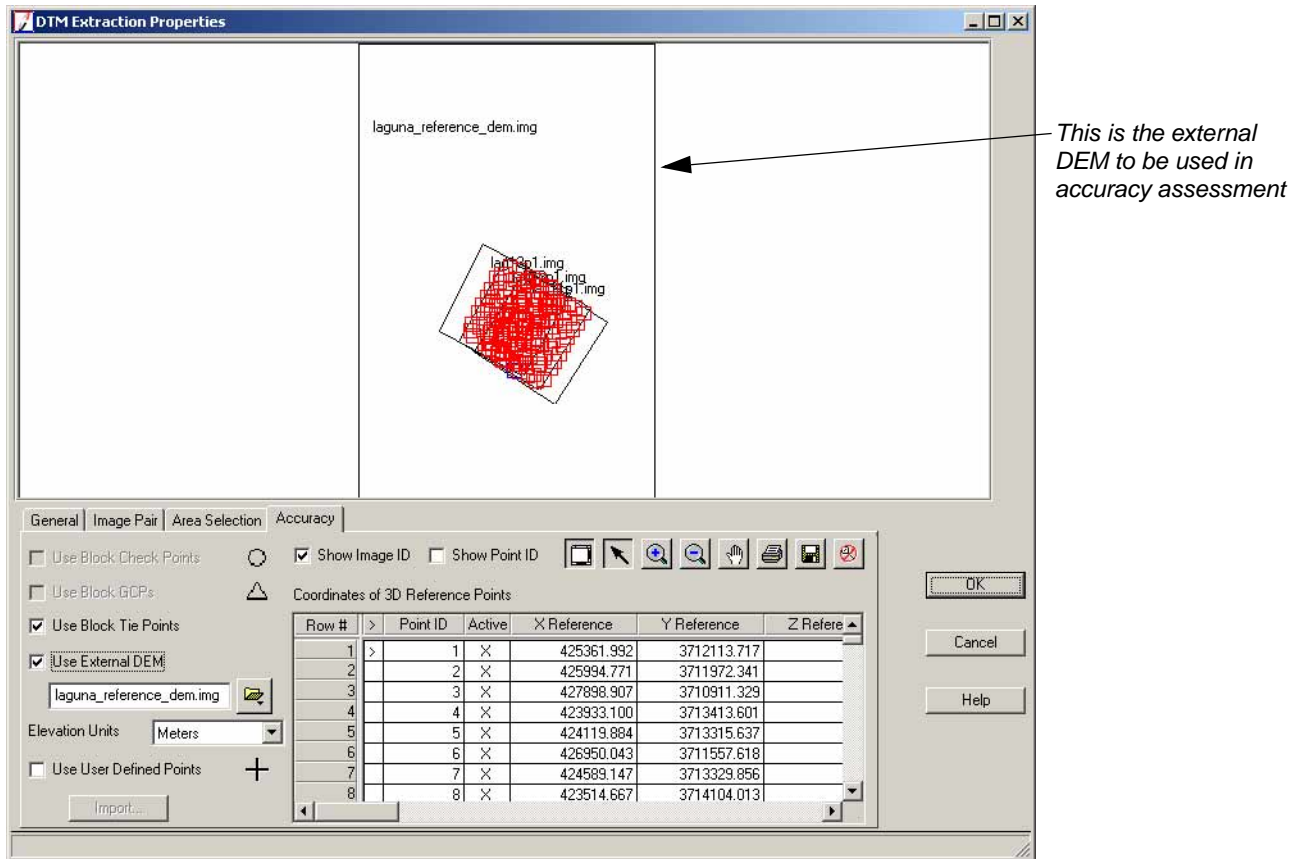 DTM Extraction Properties
laguna_reference_dem.img
This is the external
DEM to be used in
accuracy assessment
General Image Pair Area Selection Accuracy
Use Block Check Points
Show Image ID Show Point ID
Use Block GCPs
Coordinates of 3D Reference Points
OK
Use Block Tie Points
Row # > Point ID Active X Reference Y Reference Z Refere
Cancel
1 > 1 X 425361.992 3712113.717
Use External DEM
2 2 X 425994.771 3711972.341
3 3 X 427898.907 3710911.329
laguna_reference_dem.img
Help
4 4 X 423933.100 3713413.601
Elevation Units Meters
5 5 X 424119.884 3713315.637
6 6 X 426950.043 3711557.618
Use User Defined Points
7 7 X 424589.147 3713329.856
8 8 X 423514.667 3714104.013
Import...